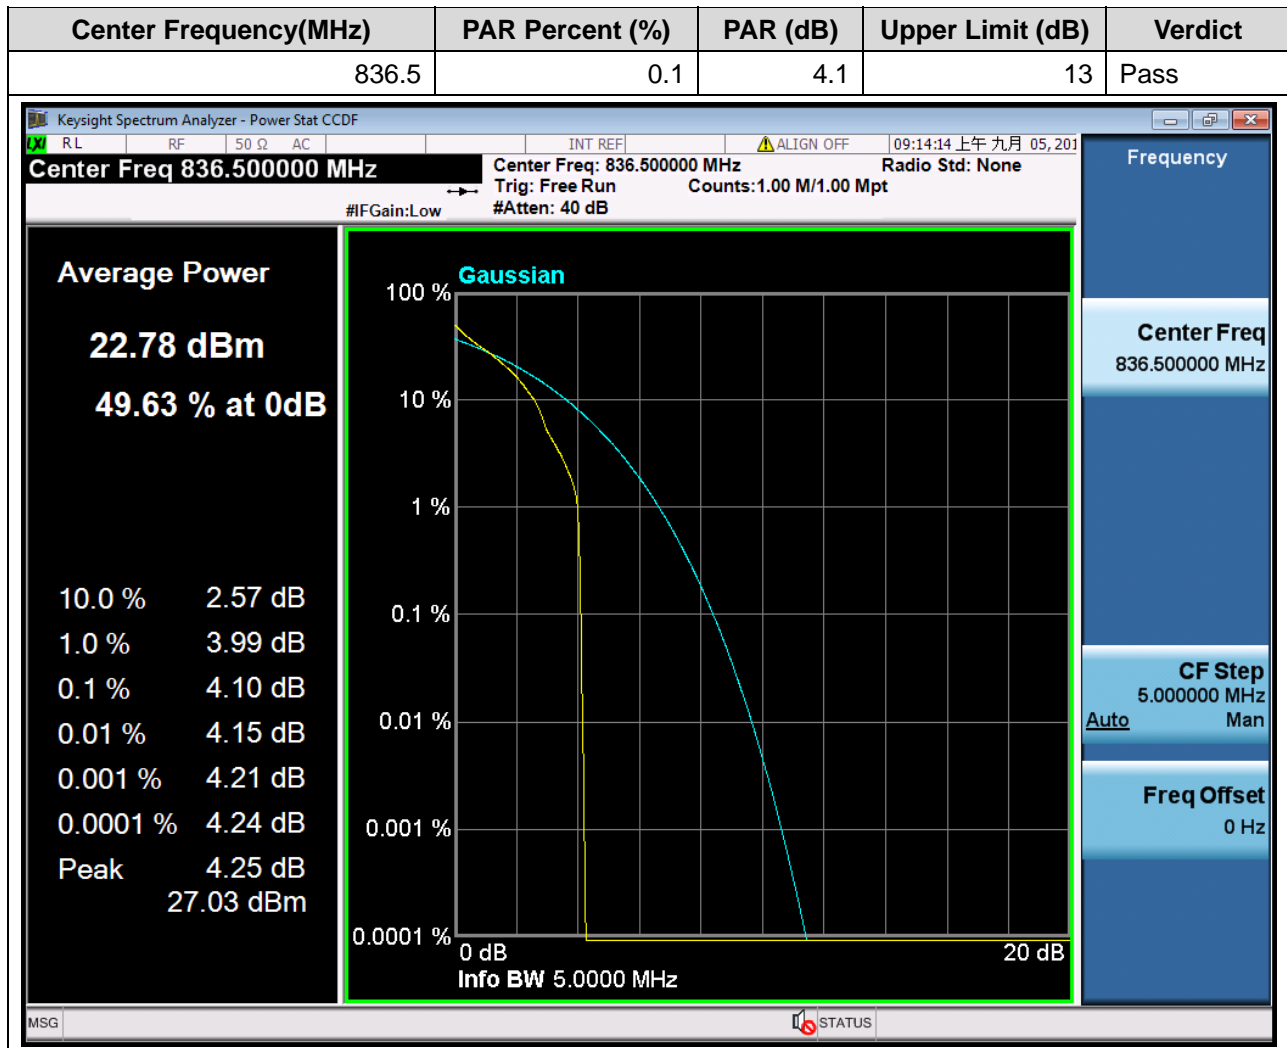 Center Frequency(MHz) PAR Percent (%) PAR (dB) Upper Limit (dB) Verdict
836.5 0.1 4.1 13 Pass
Keysight Spectrum Analyzer - Power Stat CCDF
LXI RL RF 50 Ω AC INT REF ALIGN OFF 09:14:14 上午 九月 05, 201
Center Freq 836.500000 MHz
Center Freq: 836.500000 MHz Radio Std: None
Trig: Free Run Counts:1.00 M/1.00 Mpt
#IFGain:Low #Atten: 40 dB
Average Power
22.78 dBm
49.63 % at 0dB
10.0 % 2.57 dB
1.0 % 3.99 dB
0.1 % 4.10 dB
0.01 % 4.15 dB
0.001 % 4.21 dB
0.0001 % 4.24 dB
Peak 4.25 dB
27.03 dBm
Gaussian
100 %
10 %
1 %
0.1 %
0.01 %
0.001 %
0.0001 %
0 dB 20 dB
Info BW 5.0000 MHz
Frequency
Center Freq
836.500000 MHz
CF Step
5.000000 MHz
Auto Man
Freq Offset
0 Hz
MSG STATUS